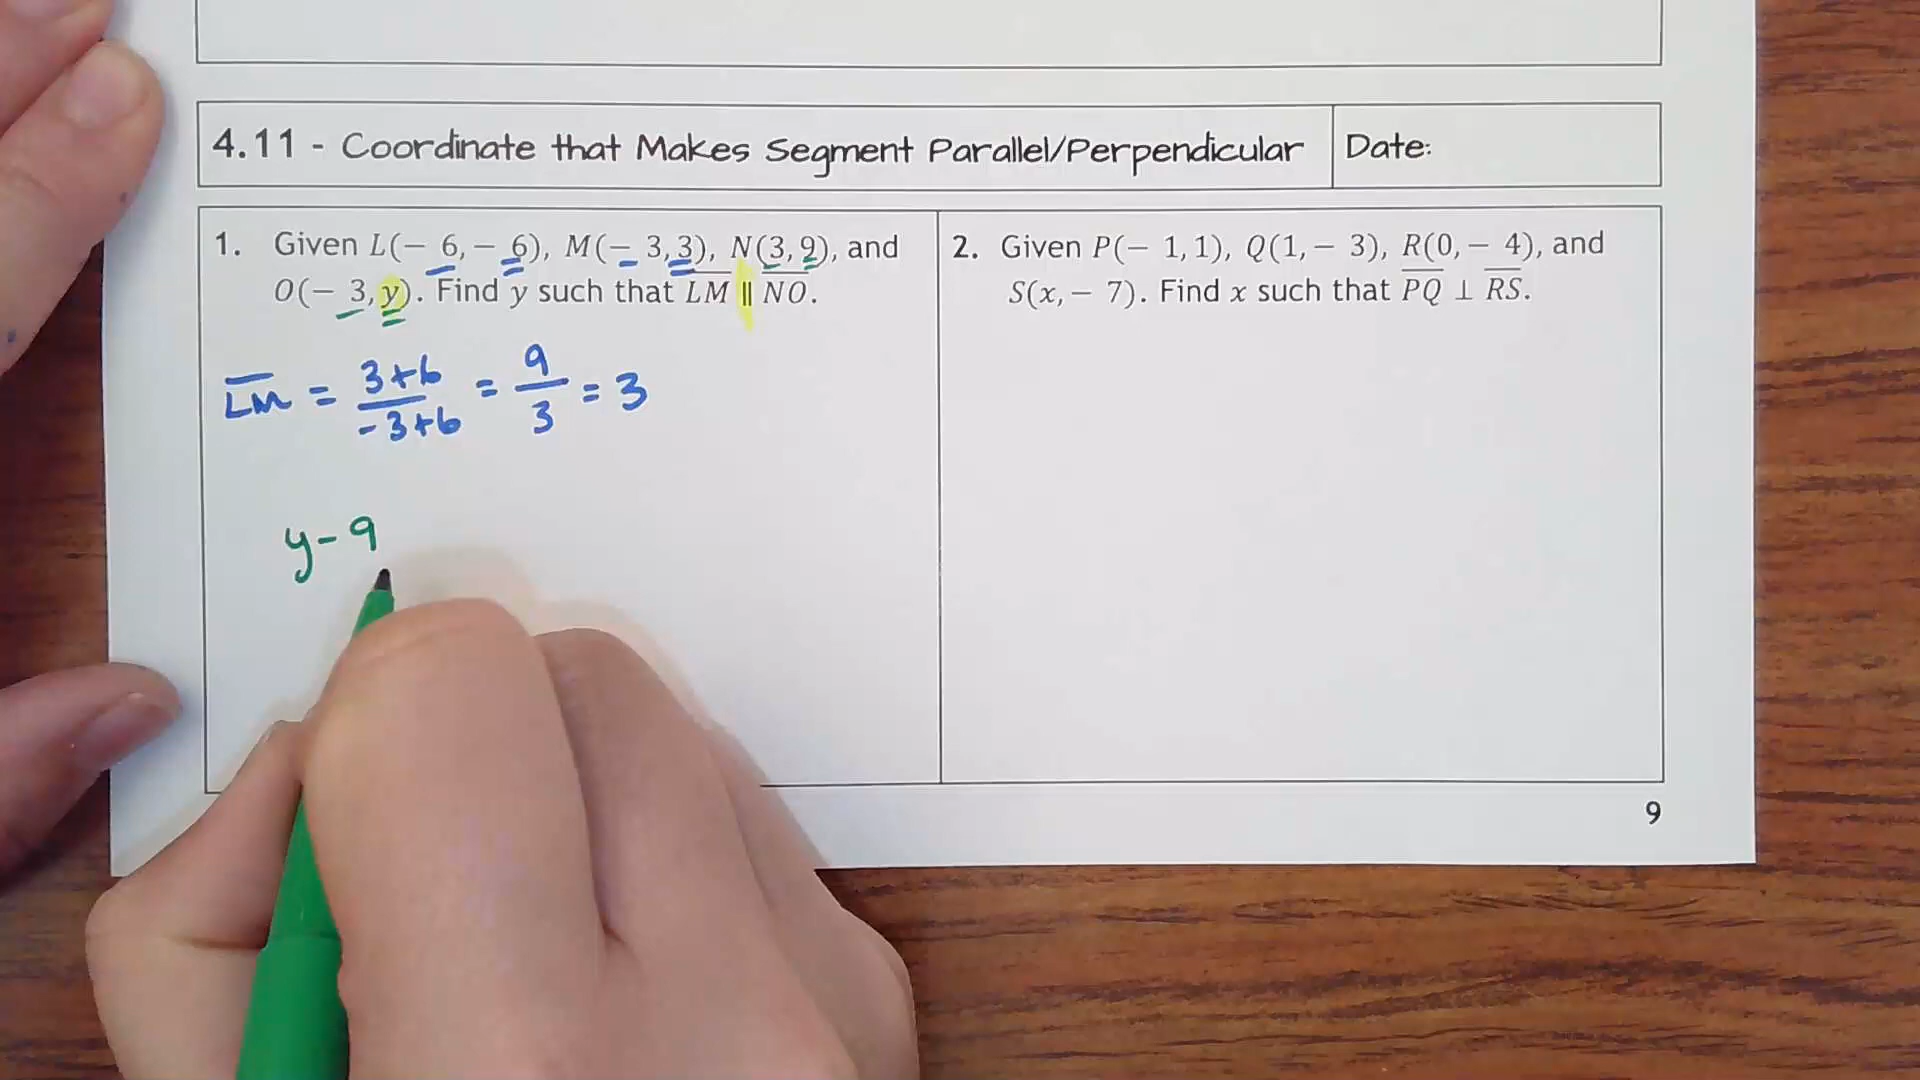 4.11 - Coordinate that Makes Segment Parallel/Perpendicular
Date:
1. Given L(− 6,− 6), M(− 3,3), N(3,9), and
O(− 3,y). Find y such that LM ∥ NO.
LM = 3+6/-3+6 = 9/3 = 3
y-9
2. Given P(− 1,1), Q(1,− 3), R(0,− 4), and
S(x,− 7). Find x such that PQ ⊥ RS.
9